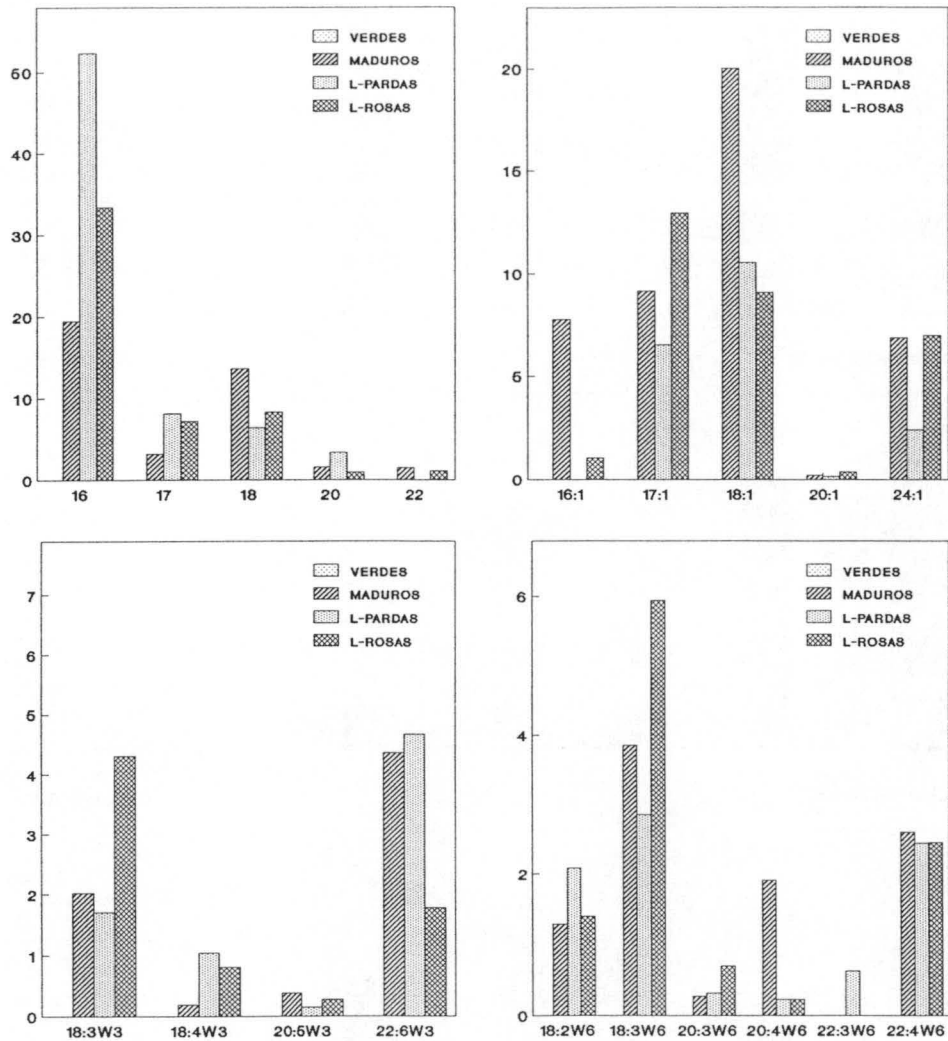 VERDES
MADUROS
L-PARDAS
L-ROSAS
60
50
40
30
20
10
0
16 17 18 20 22
VERDES
MADUROS
L-PARDAS
L-ROSAS
20
15
10
5
0
16:1 17:1 18:1 20:1 24:1
VERDES
MADUROS
L-PARDAS
L-ROSAS
7
6
5
4
3
2
1
0
18:3W3 18:4W3 20:5W3 22:6W3
VERDES
MADUROS
L-PARDAS
L-ROSAS
6
4
2
0
18:2W6 18:3W6 20:3W6 20:4W6 22:3W6 22:4W6